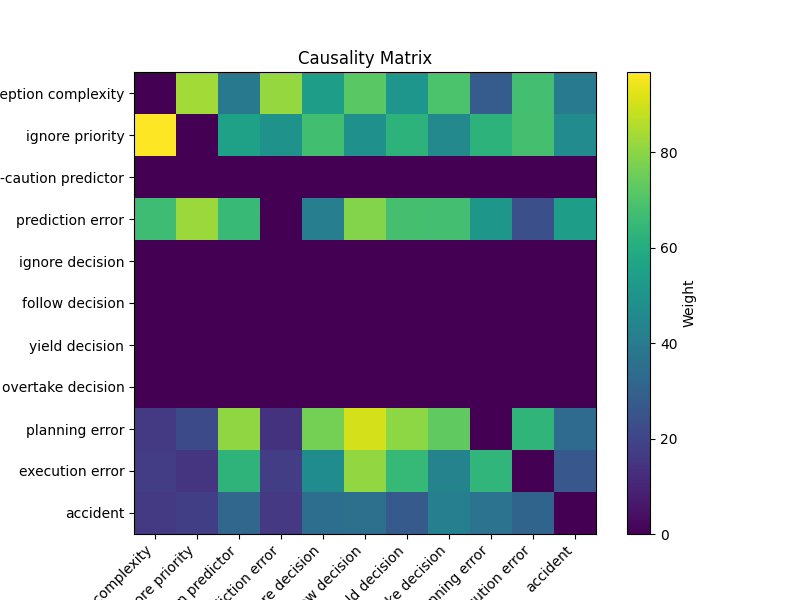 Causality Matrix
eption complexity
ignore priority
-caution predictor
prediction error
ignore decision
follow decision
yield decision
overtake decision
planning error
execution error
accident
complexity
ore priority
n predictor
iction error
re decision
w decision
ld decision
ke decision
nning error
ution error
accident
80
60
40
20
0
Weight